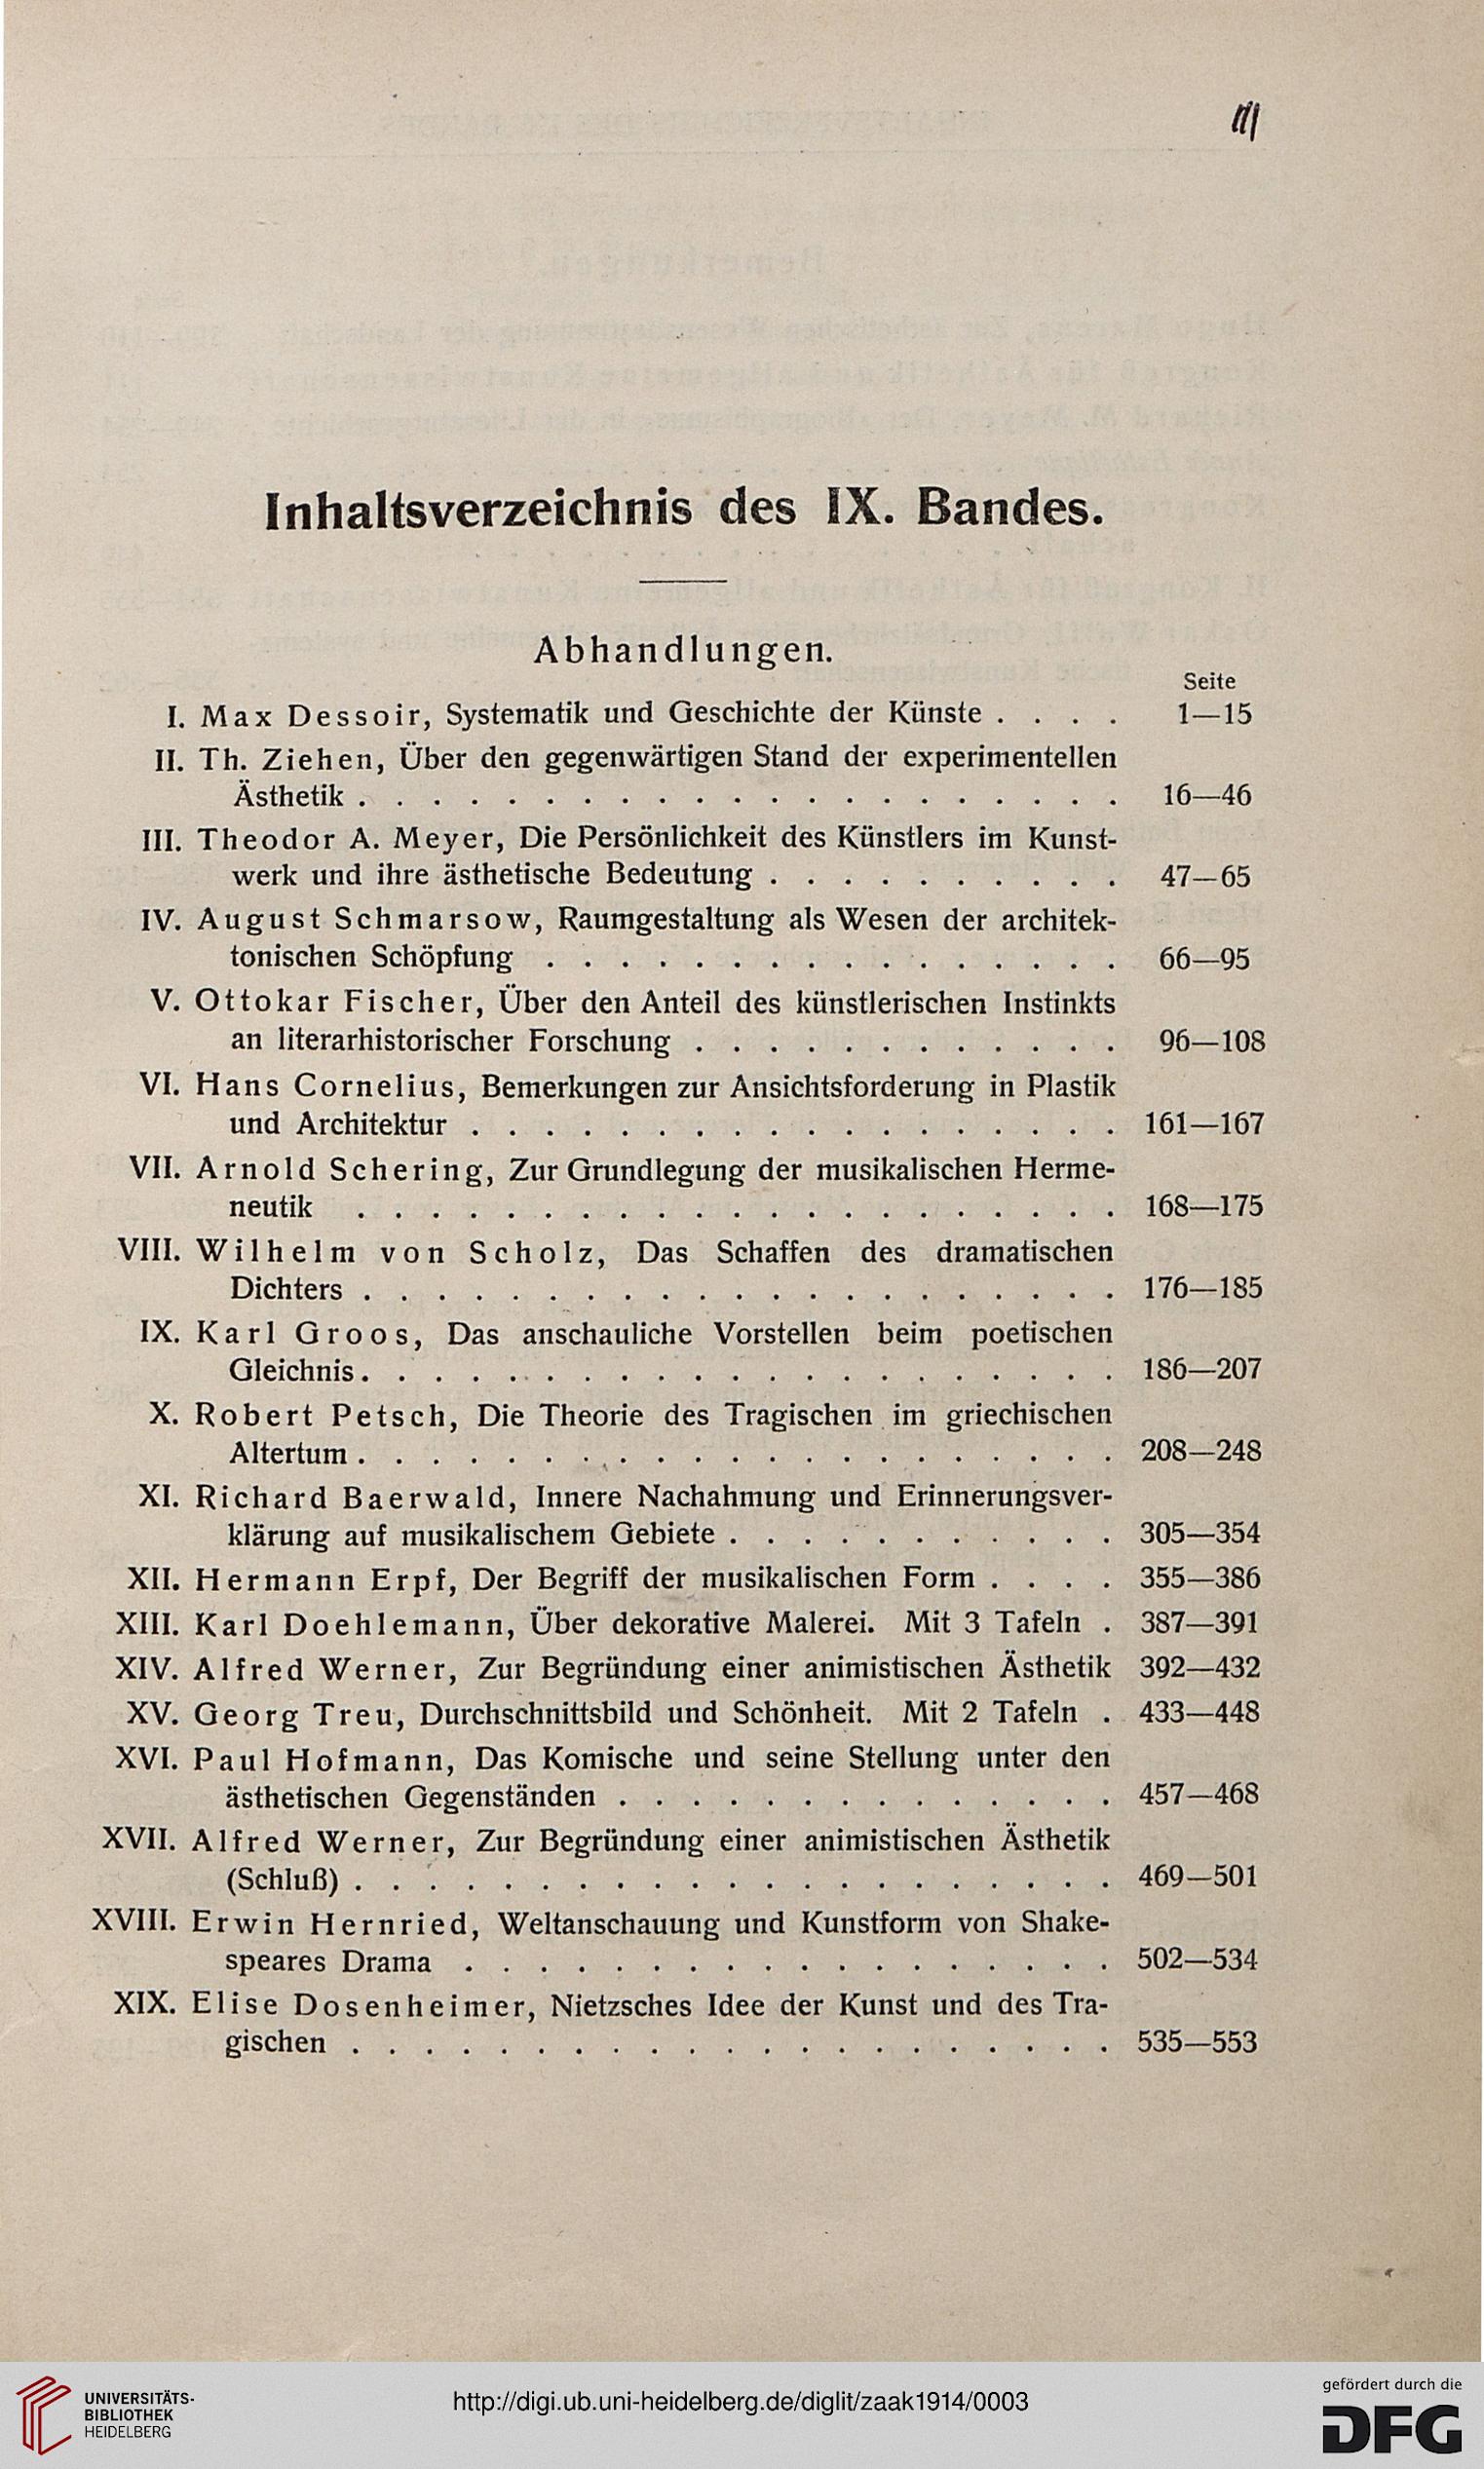 Inhaltsverzeichnis des IX. Bandes.
Abhandlungen.
Seite
I. Max Dessoir, Systematik und Geschichte der Künste . . . . 1—15
II. Th. Ziehen, Über den gegenwärtigen Stand der experimentellen
Ästhetik . . . . . . . . . . . . . . . . . . . . . 16—46
III. Theodor A. Meyer, Die Persönlichkeit des Künstlers im Kunst-
werk und ihre ästhetische Bedeutung . . . . . . . . . . 47—65
IV. August Schmarsow, Raumgestaltung als Wesen der architek-
tonischen Schöpfung . . . . . . . . . . . . . . . . 66—95
V. Ottokar Fischer, Über den Anteil des künstlerischen Instinkts
an literarhistorischer Forschung . . . . . . . . . . . . 96—108
VI. Hans Cornelius, Bemerkungen zur Ansichtsforderung in Plastik
und Architektur . . . . . . . . . . . . . . . . . . 161—167
VII. Arnold Schering, Zur Grundlegung der musikalischen Herme-
neutik . . . . . . . . . . . . . . . . . . . . . 168—175
VIII. Wilhelm von Scholz, Das Schaffen des dramatischen
Dichters . . . . . . . . . . . . . . . . . . . . . 176—185
IX. Karl Groos, Das anschauliche Vorstellen beim poetischen
Gleichnis . . . . . . . . . . . . . . . . . . . . . 186—207
X. Robert Petsch, Die Theorie des Tragischen im griechischen
Altertum . . . . . . . . . . . . . . . . . . . . . 208—248
XI. Richard Baerwald, Innere Nachahmung und Erinnerungsver-
klärung auf musikalischem Gebiete . . . . . . . . . . . 305—354
XII. Hermann Erpf, Der Begriff der musikalischen Form . . . . 355—386
XIII. Karl Doehlemann, Über dekorative Malerei. Mit 3 Tafeln . 387—391
XIV. Alfred Werner, Zur Begründung einer animistischen Ästhetik 392—432
XV. Georg Treu, Durchschnittsbild und Schönheit. Mit 2 Tafeln . 433—448
XVI. Paul Hofmann, Das Komische und seine Stellung unter den
ästhetischen Gegenständen . . . . . . . . . . . . . . 457—468
XVII. Alfred Werner, Zur Begründung einer animistischen Ästhetik
(Schluß) . . . . . . . . . . . . . . . . . . . . . 469—501
XVIII. Erwin Hernried, Weltanschauung und Kunstform von Shake-
speares Drama . . . . . . . . . . . . . . . . . . 502—534
XIX. Elise Dosenheimer, Nietzsches Idee der Kunst und des Tra-
gischen . . . . . . . . . . . . . . . . . . . . . 535—553
UNIVERSITÄTS-
BIBLIOTHEK
HEIDELBERG
http://digi.ub.uni-heidelberg.de/diglit/zaak1914/0003
gefördert durch die
DFG